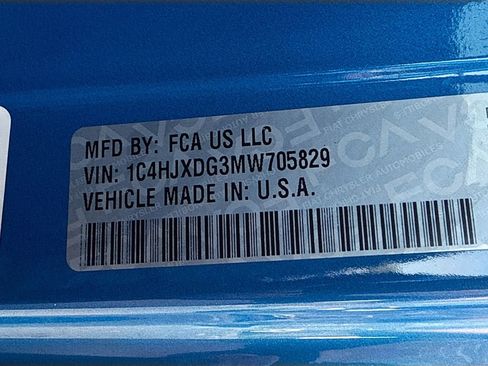 MFD BY: FCA US LLC
VIN: 1C4HJXDG3MW705829
VEHICLE MADE IN: U.S.A.